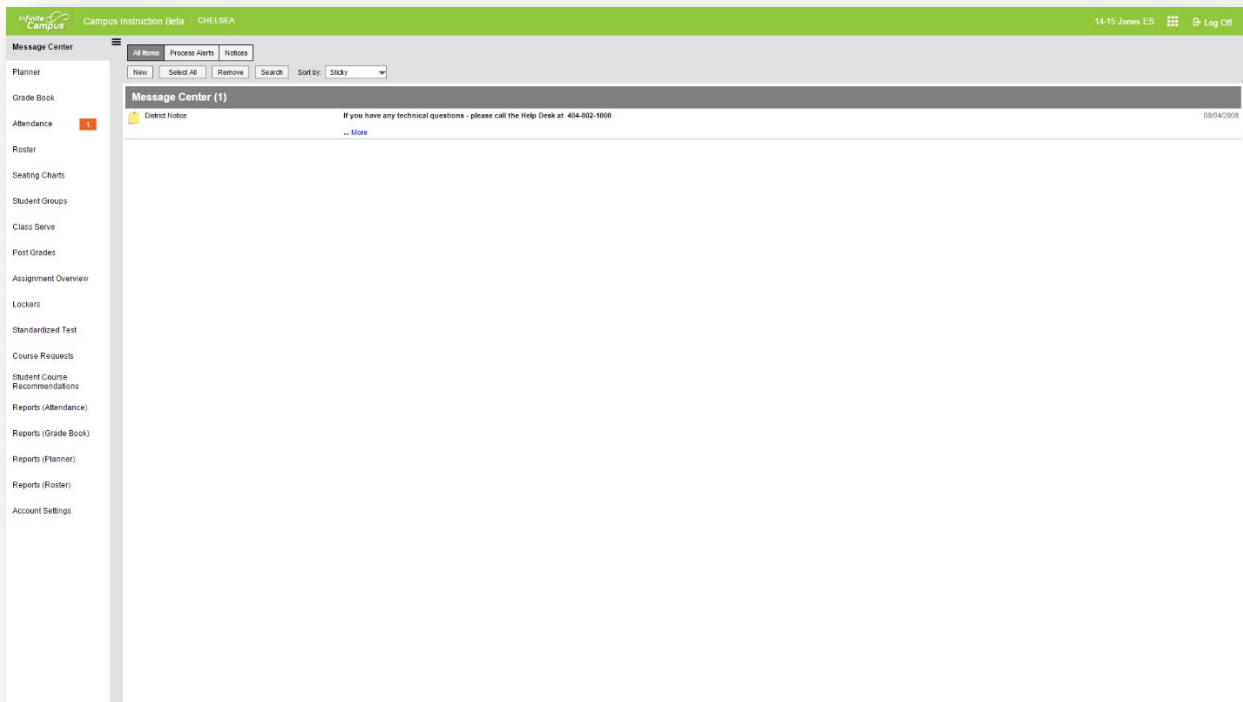 Infinite Campus Campus Instruction Beta CHELSEA 14-15 Jones ES Log Off
Message Center
All Items Process Alerts Notices
Planner
New Select All Remove Search Sort by: Sticky
Grade Book
Message Center (1)
Attendance 1
District Notice If you have any technical questions - please call the Help Desk at 404-802-1000 08/04/2008
... More
Roster
Seating Charts
Student Groups
Class Serve
Post Grades
Assignment Overview
Lockers
Standardized Test
Course Requests
Student Course
Recommendations
Reports (Attendance)
Reports (Grade Book)
Reports (Planner)
Reports (Roster)
Account Settings